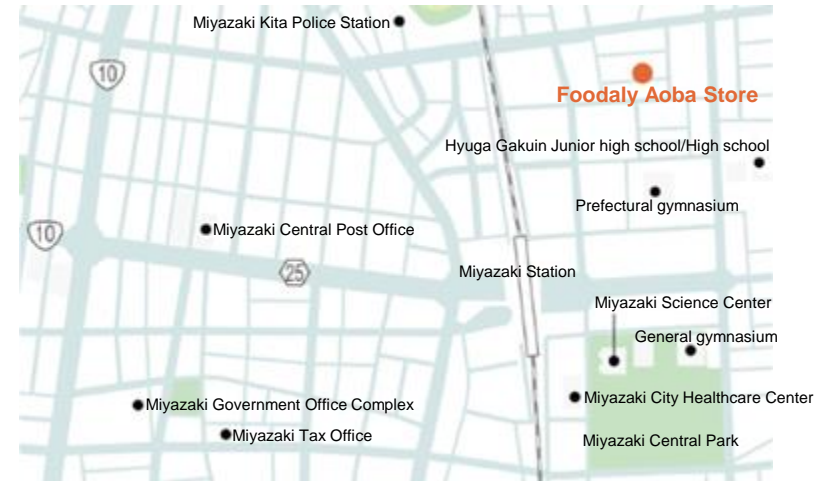 Miyazaki Kita Police Station
10
Foodaly Aoba Store
Hyuga Gakuin Junior high school/High school
Prefectural gymnasium
10
Miyazaki Central Post Office
25
Miyazaki Station
Miyazaki Science Center
General gymnasium
Miyazaki City Healthcare Center
Miyazaki Government Office Complex
Miyazaki Tax Office
Miyazaki Central Park